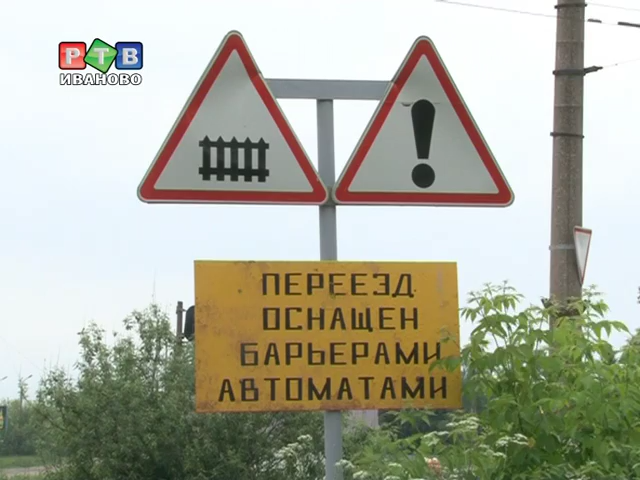 РТВ
ИВАНОВО
ПЕРЕЕЗД
ОСНАЩЕН
БАРЬЕРАМИ
АВТОМАТАМИ